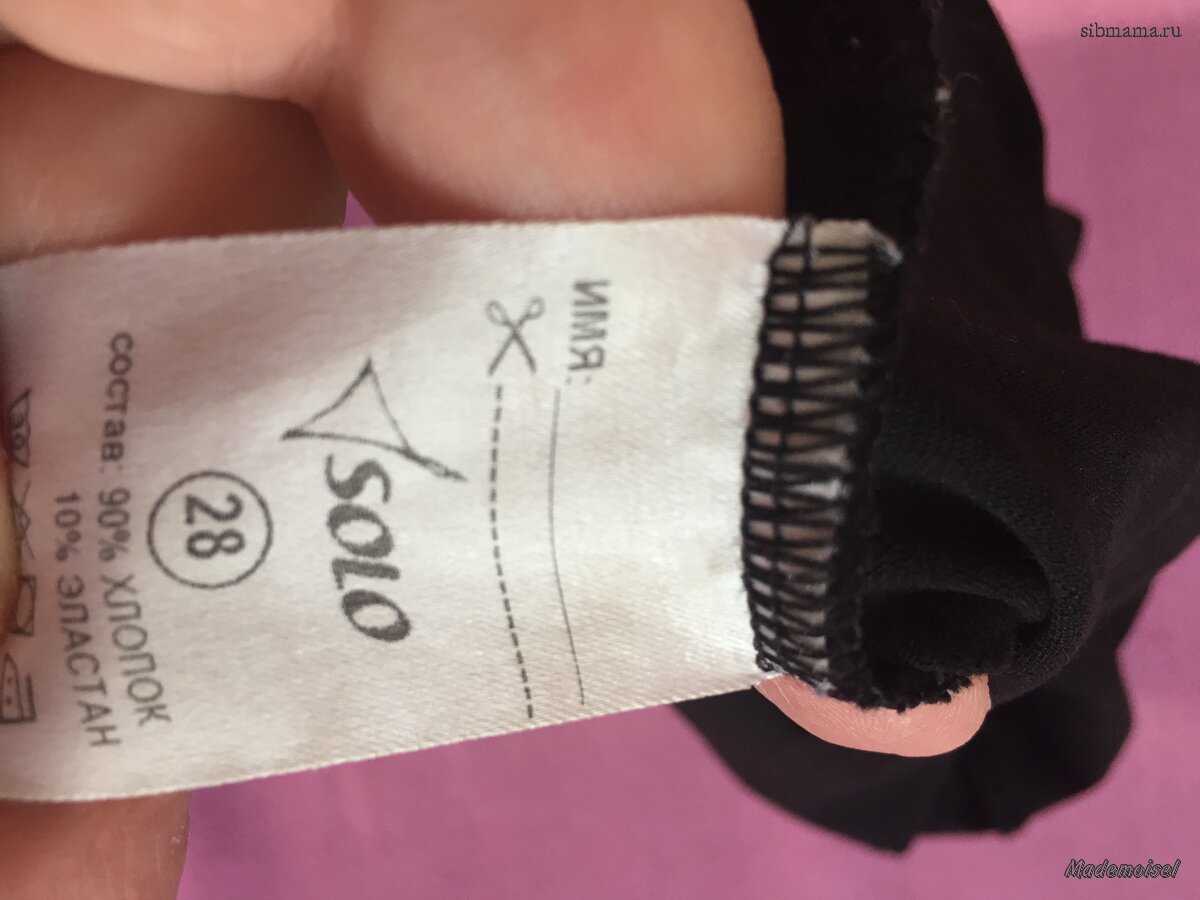 sibmama.ru
ИМЯ:
SOLO
28
состав: 90% ХЛОПОК
10% ЭЛАСТАН
Mademoisel